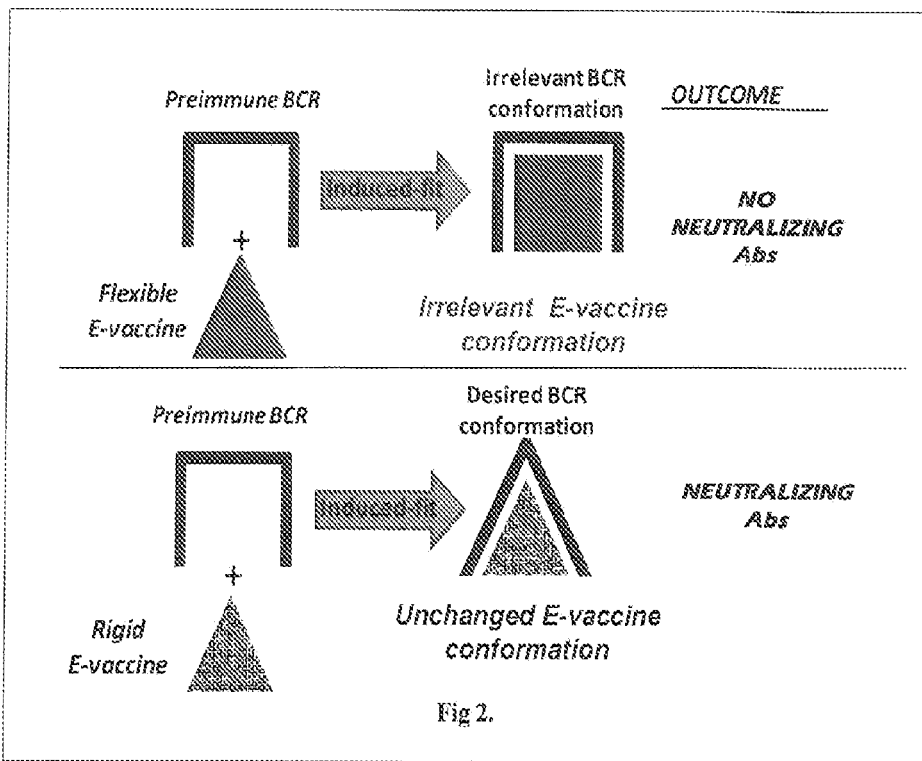 Preimmune BCR
Irrelevant BCR
conformation
OUTCOME
Induced-fit
+
Flexible
E-vaccine
NO
NEUTRALIZING
Abs
Irrelevant E-vaccine
conformation
Preimmune BCR
Desired BCR
conformation
Induced-fit
+
Rigid
E-vaccine
NEUTRALIZING
Abs
Unchanged E-vaccine
conformation
Fig 2.